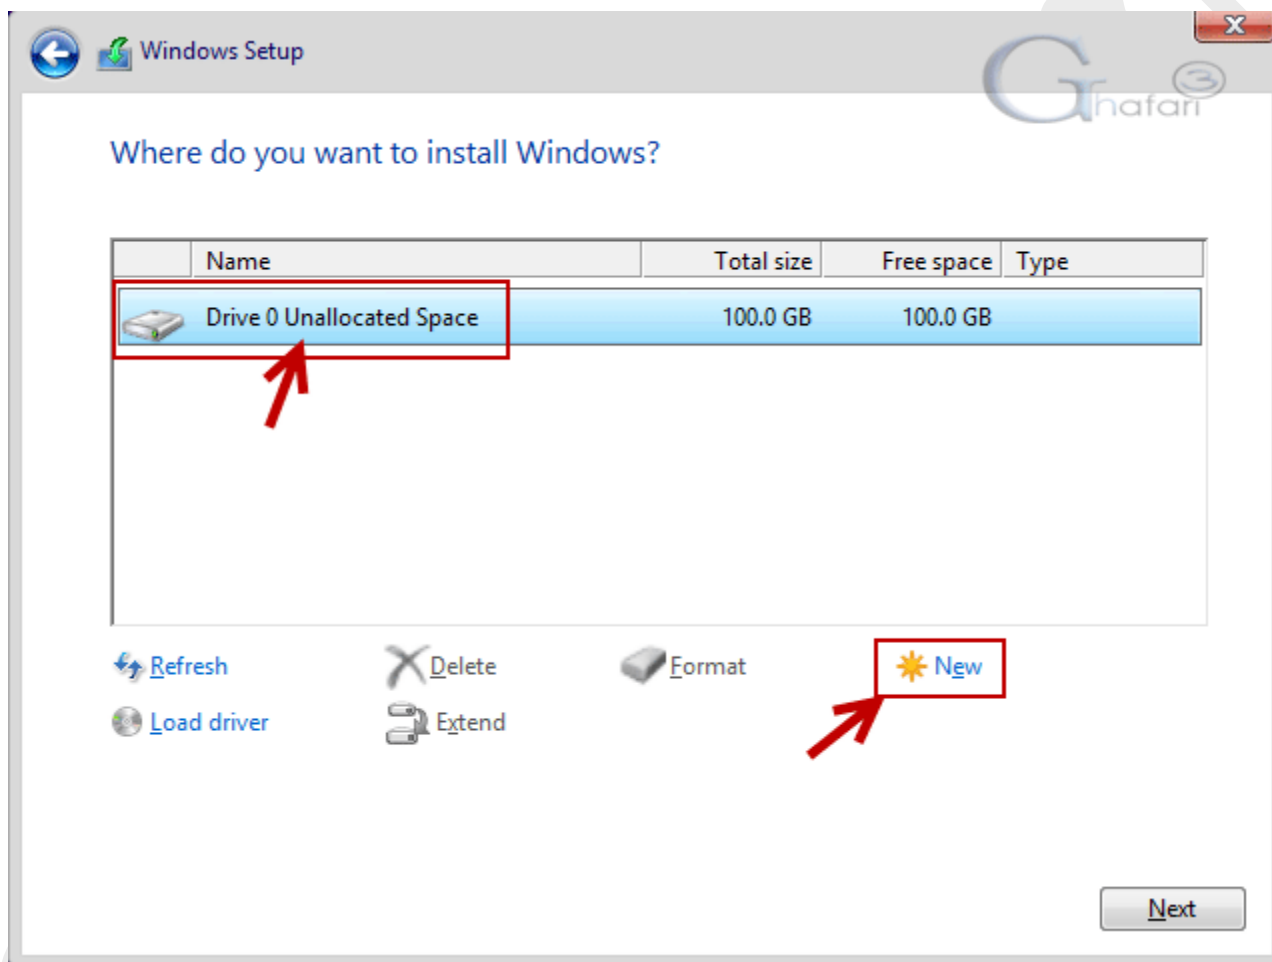 Windows Setup
X
Ghafari3
Where do you want to install Windows?
Name Total size Free space Type
Drive 0 Unallocated Space 100.0 GB 100.0 GB
Refresh Delete Format New
Load driver Extend
Next